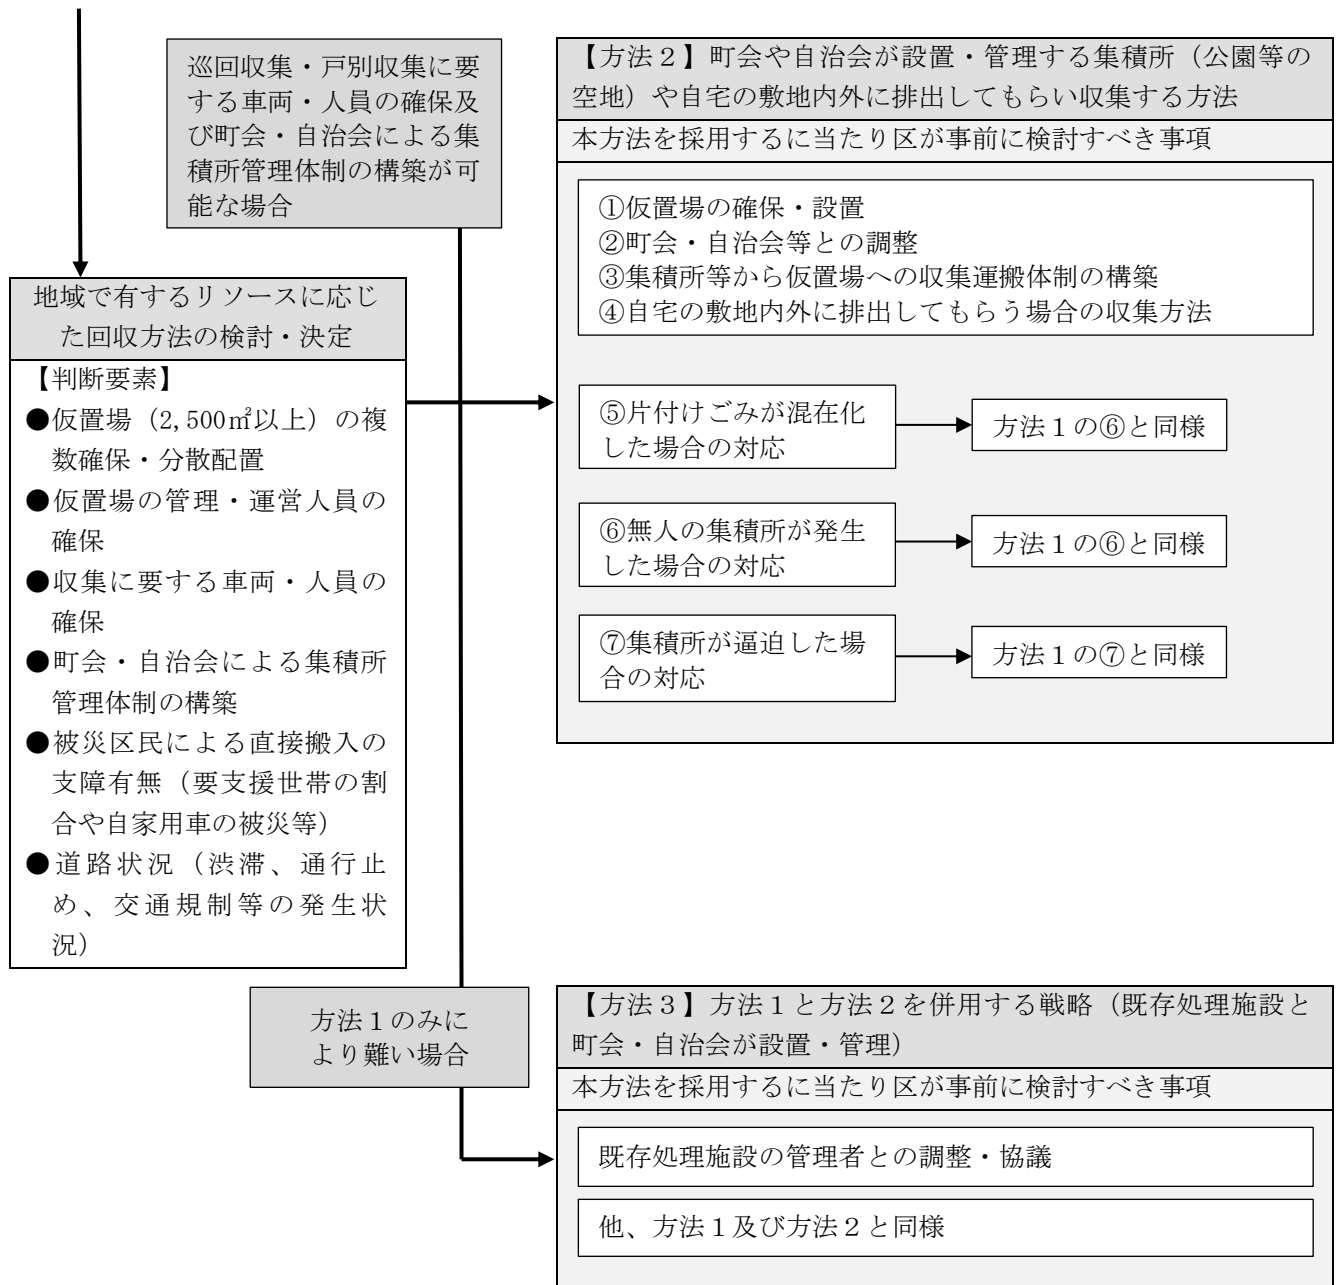 巡回収集・戸別収集に要
する車両・人員の確保及
び町会・自治会による集
積所管理体制の構築が可
能な場合
【方法２】町会や自治会が設置・管理する集積所（公園等の
空地）や自宅の敷地内外に排出してもらい収集する方法
本方法を採用するに当たり区が事前に検討すべき事項
①仮置場の確保・設置
②町会・自治会等との調整
③集積所等から仮置場への収集運搬体制の構築
④自宅の敷地内外に排出してもらう場合の収集方法
⑤片付けごみが混在化
した場合の対応
方法１の⑥と同様
⑥無人の集積所が発生
した場合の対応
方法１の⑥と同様
⑦集積所が逼迫した場
合の対応
方法１の⑦と同様
地域で有するリソースに応じ
た回収方法の検討・決定
【判断要素】
●仮置場（2,500㎡以上）の複
数確保・分散配置
●仮置場の管理・運営人員の
確保
●収集に要する車両・人員の
確保
●町会・自治会による集積所
管理体制の構築
●被災区民による直接搬入の
支障有無（要支援世帯の割
合や自家用車の被災等）
●道路状況（渋滞、通行止
め、交通規制等の発生状
況）
方法１のみに
より難い場合
【方法３】方法１と方法２を併用する戦略（既存処理施設と
町会・自治会が設置・管理）
本方法を採用するに当たり区が事前に検討すべき事項
既存処理施設の管理者との調整・協議
他、方法１及び方法２と同様